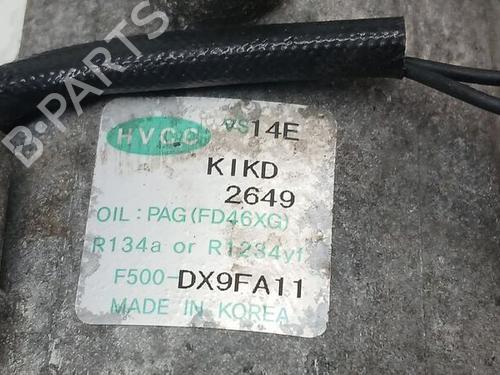 B-PARTS
HVCC VS14E
KIKD
2649
OIL: PAG(FD46XG)
R134a or R1234yf
F500-DX9FA11
MADE IN KOREA